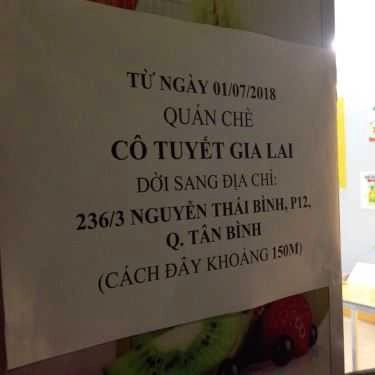 TỪ NGÀY 01/07/2018
QUÁN CHÈ
CÔ TUYẾT GIA LAI
DỜI SANG ĐỊA CHỈ:
236/3 NGUYỄN THÁI BÌNH, P12,
Q. TÂN BÌNH
(CÁCH ĐÂY KHOẢNG 150M)